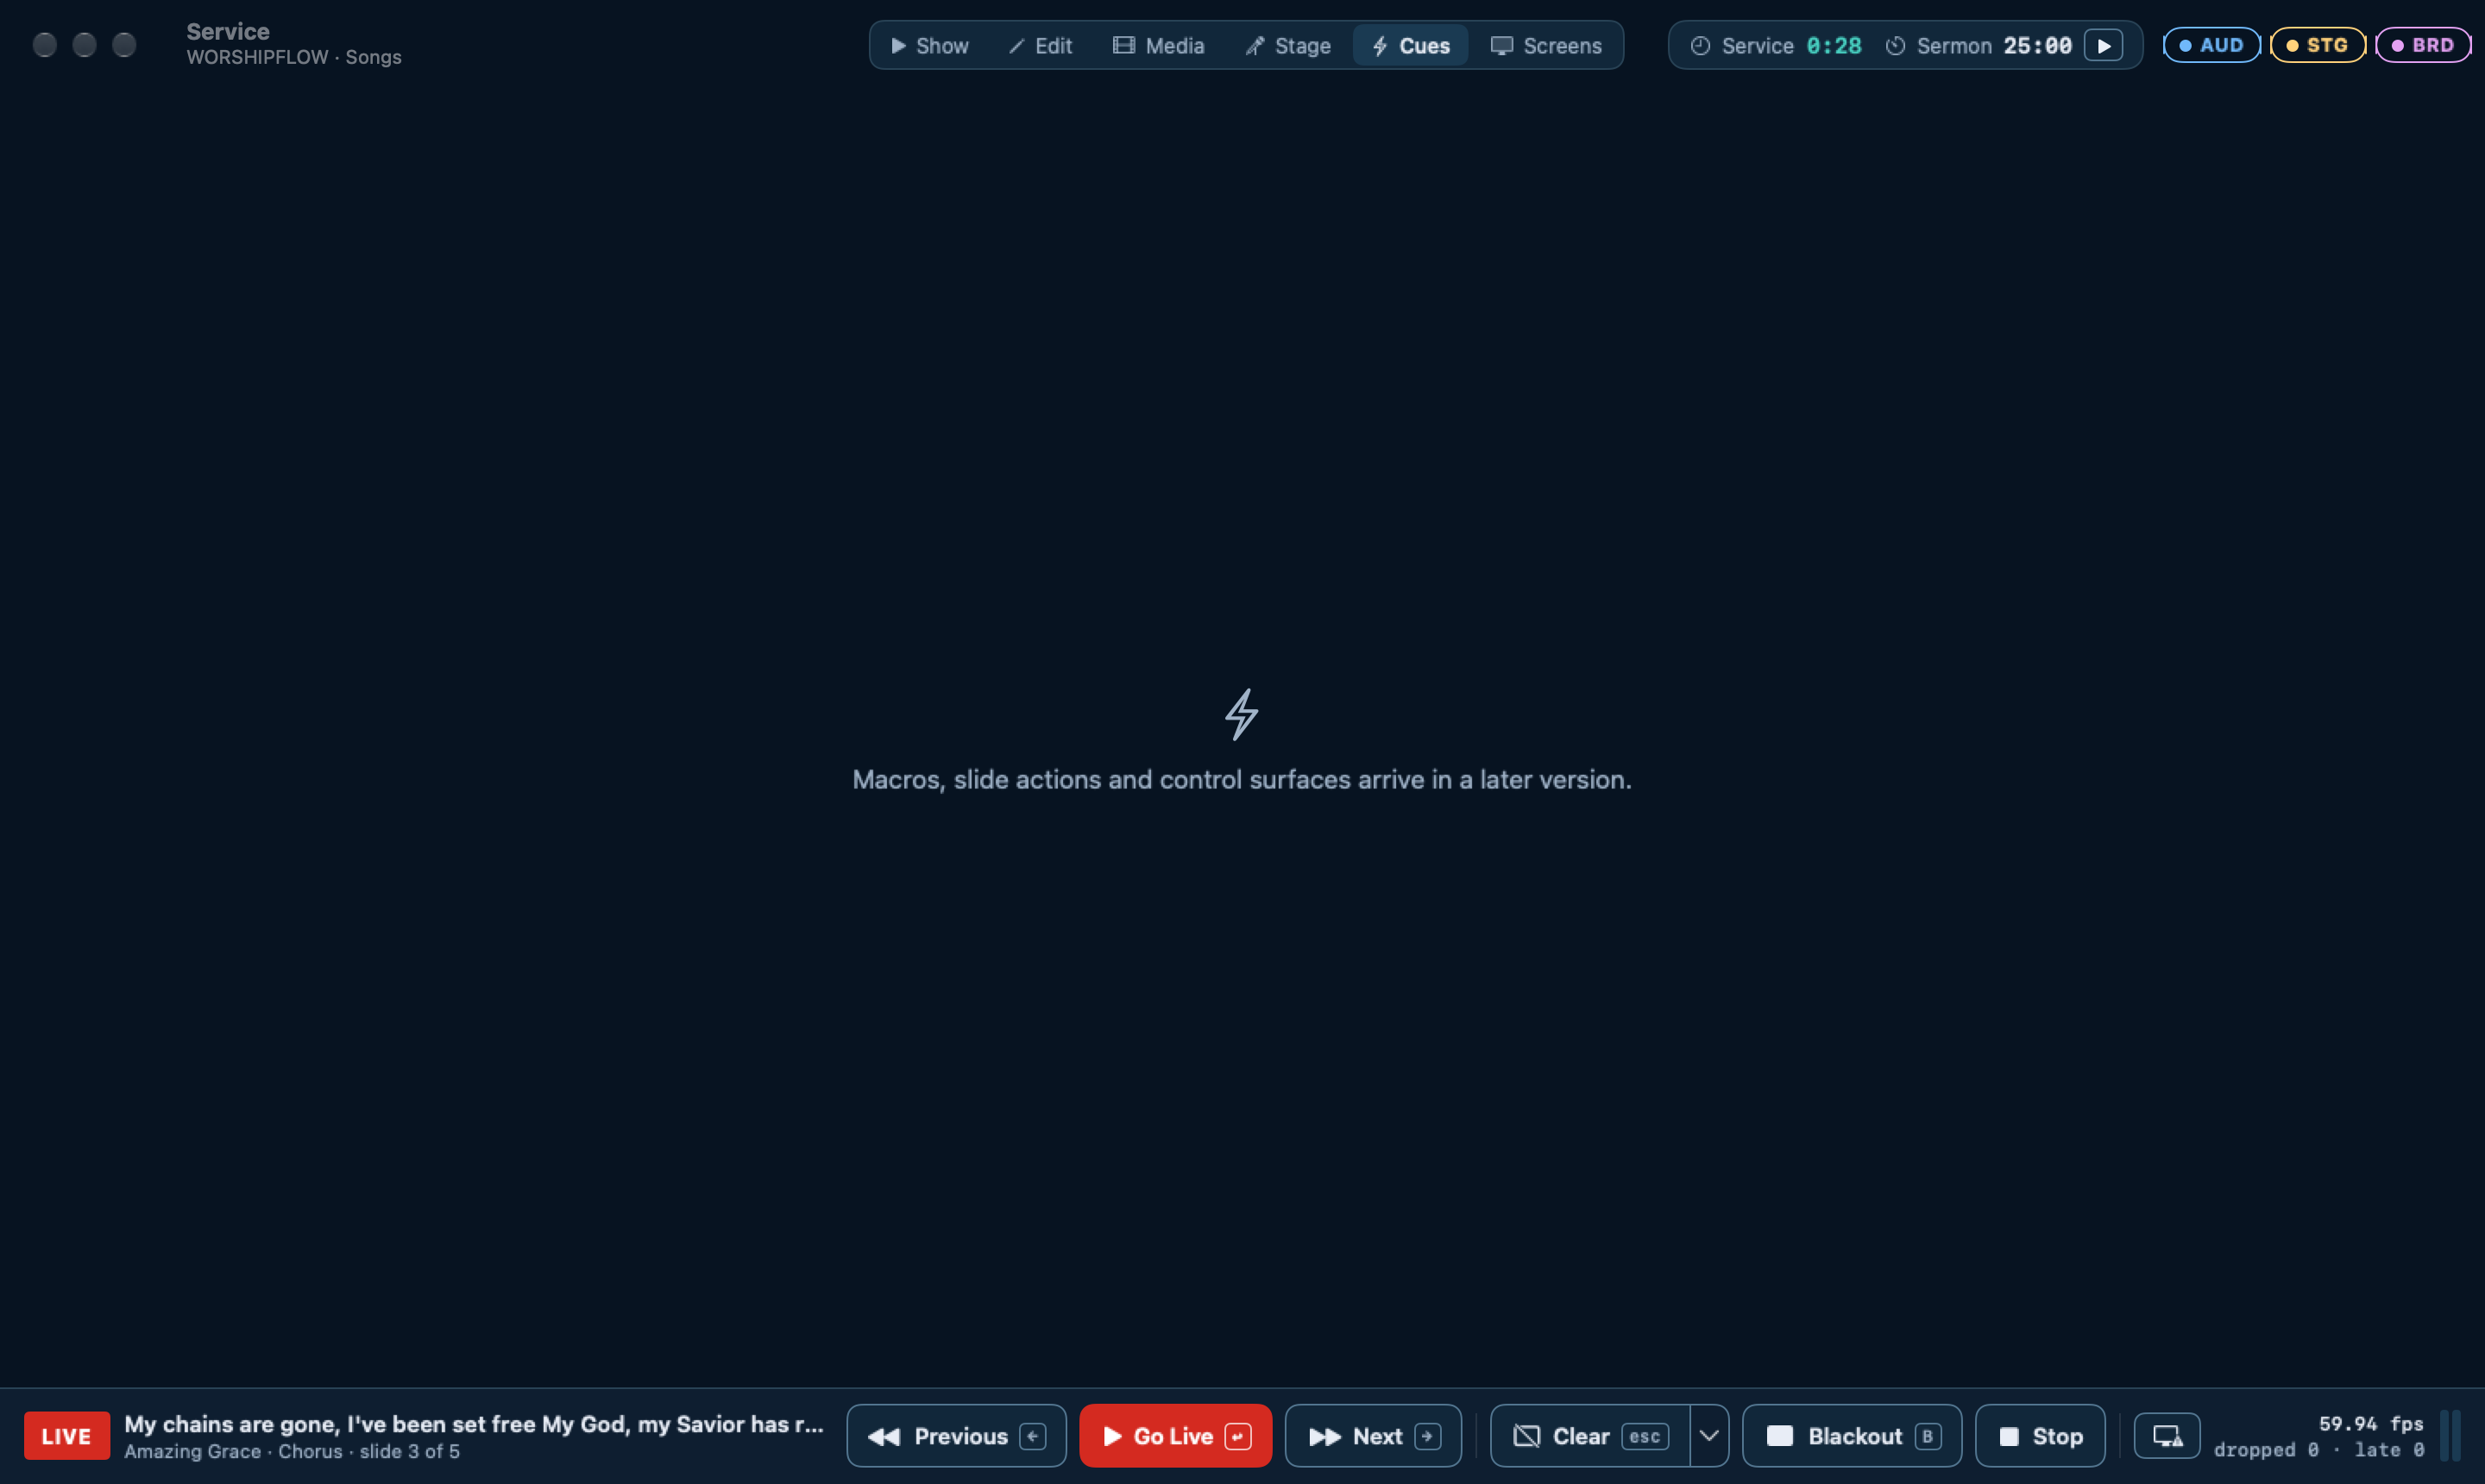 Service
WORSHIPFLOW · Songs
Show Edit Media Stage Cues Screens
Service 0:28 Sermon 25:00
AUD STG BRD
Macros, slide actions and control surfaces arrive in a later version.
LIVE
My chains are gone, I've been set free My God, my Savior has r...
Amazing Grace · Chorus · slide 3 of 5
Previous ← Go Live ↩ Next → Clear esc Blackout B Stop
59.94 fps
dropped 0 · late 0